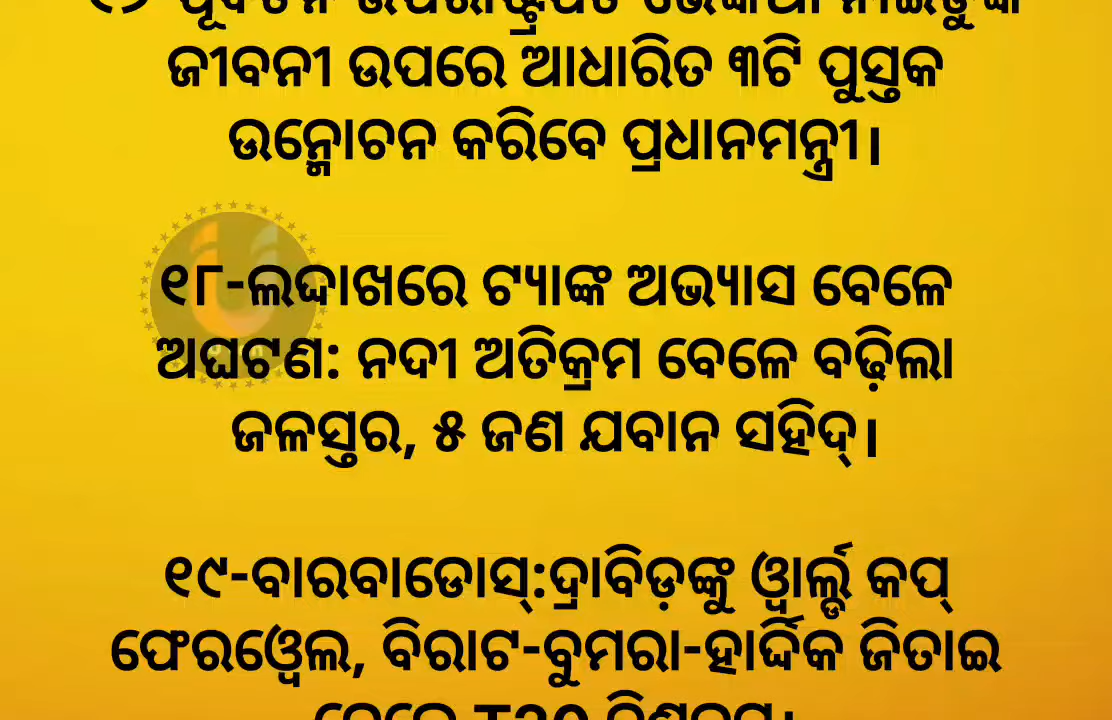 ଜୀବନୀ ଉପରେ ଆଧାରିତ ୩ଟି ପୁସ୍ତକ
ଉନ୍ମୋଚନ କରିବେ ପ୍ରଧାନମନ୍ତ୍ରୀ।
୧୮-ଲଦ୍ଦାଖରେ ଟ୍ୟାଙ୍କ ଅଭ୍ୟାସ ବେଳେ
ଅଘଟଣ: ନଦୀ ଅତିକ୍ରମ ବେଳେ ବଢ଼ିଲା
ଜଳସ୍ତର, ୫ ଜଣ ଯବାନ ସହିଦ୍।
୧୯-ବାରବାଡୋସ୍:ଦ୍ରାବିଡ଼ଙ୍କୁ ୱାର୍ଲ୍ଡ କପ୍
ଫେରୱେଲ, ବିରାଟ-ବୁମରା-ହାର୍ଦ୍ଦିକ ଜିତାଇ